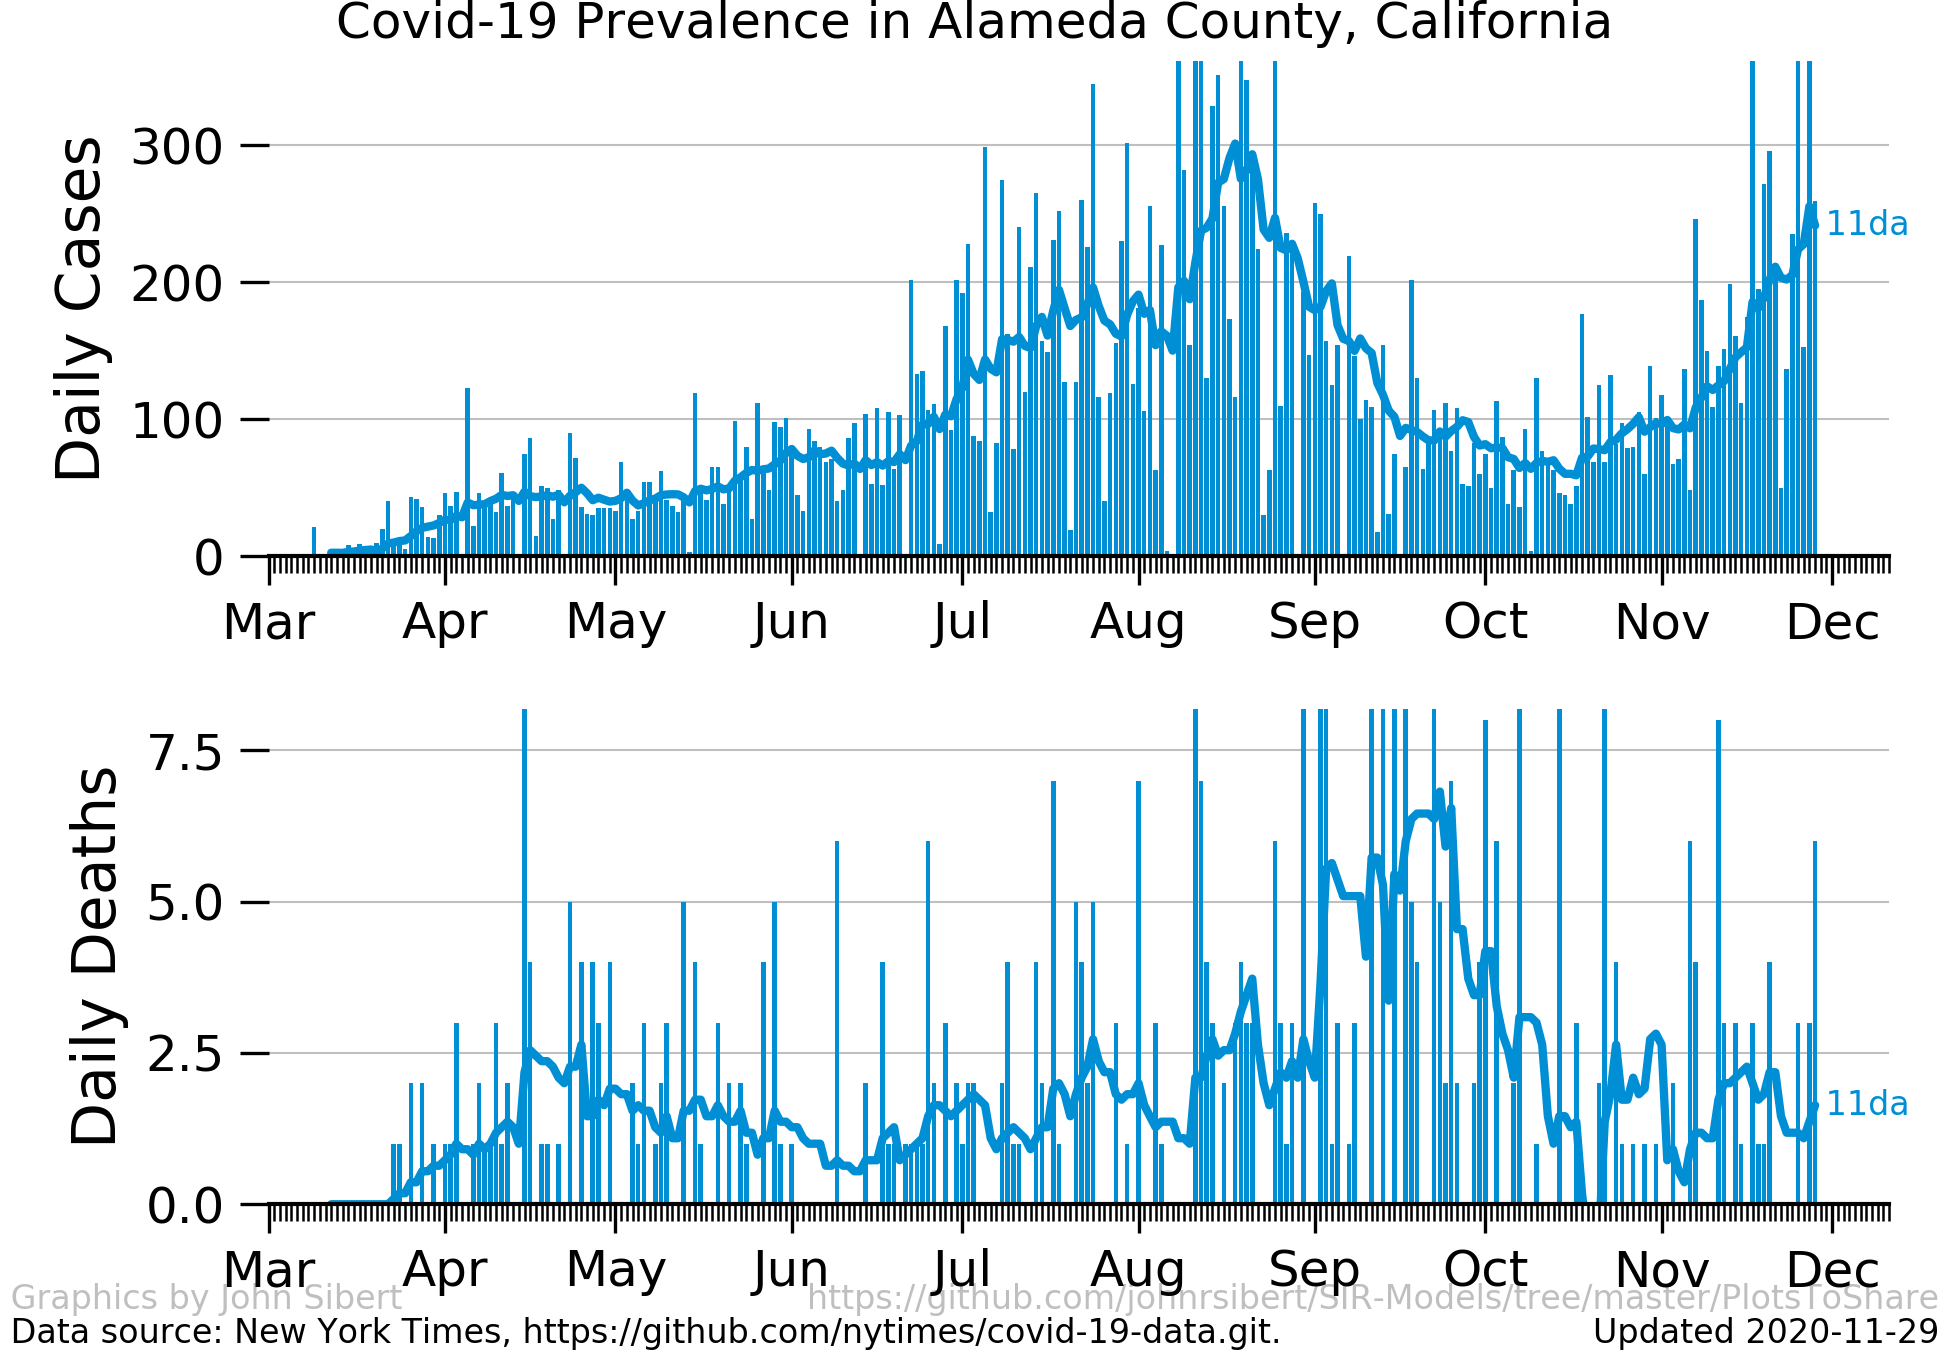 Covid-19 Prevalence in Alameda County, California
Daily Cases
300
200
100
0
11da
Mar Apr May Jun Jul Aug Sep Oct Nov Dec
Daily Deaths
7.5
5.0
2.5
0.0
11da
Mar Apr May Jun Jul Aug Sep Oct Nov Dec
Graphics by John Sibert https://github.com/johnrsibert/SIR-Models/tree/master/PlotsToShare
Data source: New York Times, https://github.com/nytimes/covid-19-data.git. Updated 2020-11-29